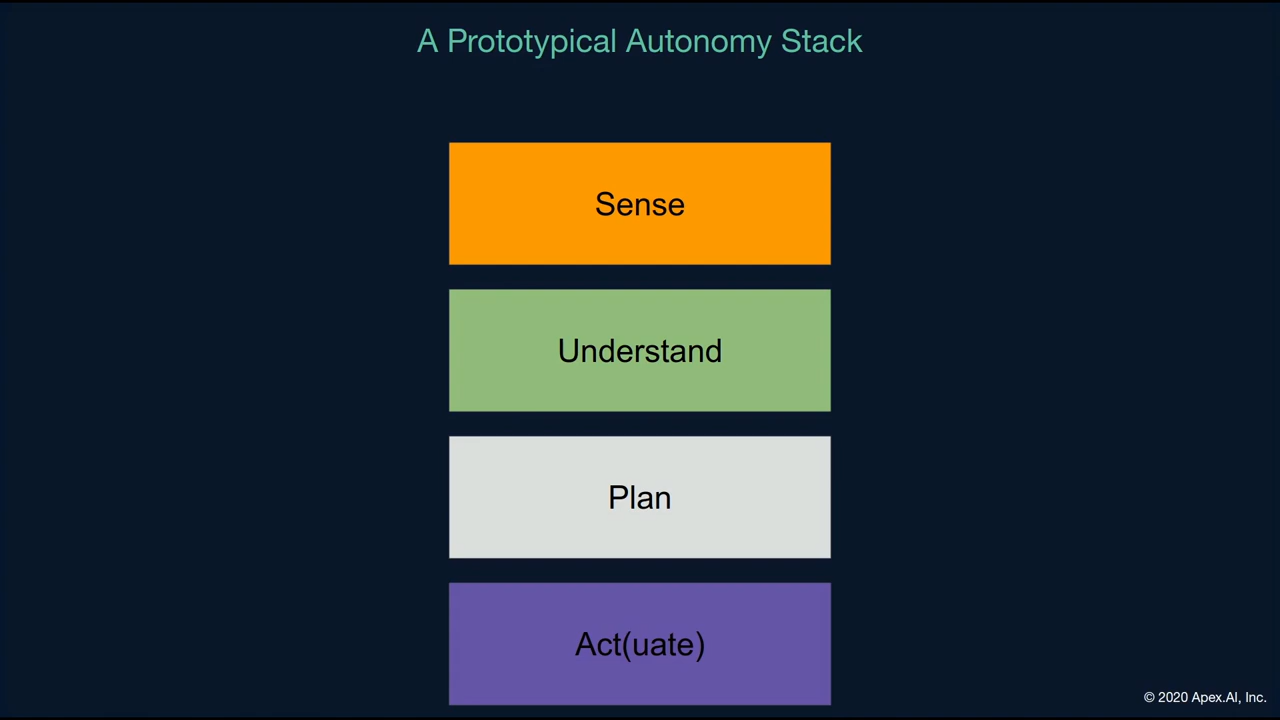 A Prototypical Autonomy Stack
Sense
Understand
Plan
Act(uate)
© 2020 Apex.AI, Inc.